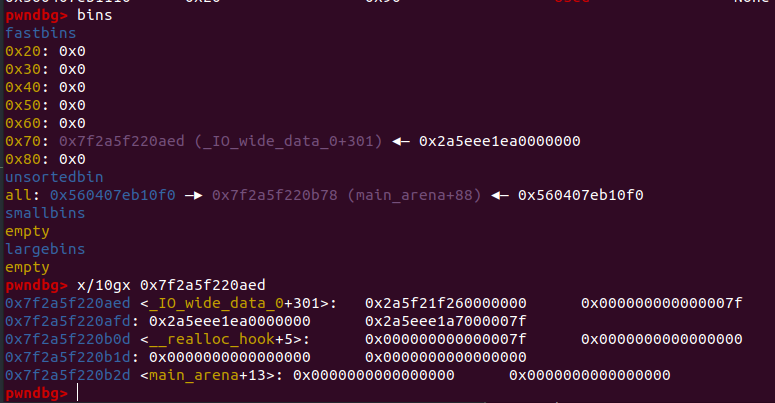 pwndbg> bins
fastbins
0x20: 0x0
0x30: 0x0
0x40: 0x0
0x50: 0x0
0x60: 0x0
0x70: 0x7f2a5f220aed (_IO_wide_data_0+301) ◂— 0x2a5eee1ea0000000
0x80: 0x0
unsortedbin
all: 0x560407eb10f0 —▸ 0x7f2a5f220b78 (main_arena+88) ◂— 0x560407eb10f0
smallbins
empty
largebins
empty
pwndbg> x/10gx 0x7f2a5f220aed
0x7f2a5f220aed <_IO_wide_data_0+301>: 0x2a5f21f260000000 0x000000000000007f
0x7f2a5f220afd: 0x2a5eee1ea0000000 0x2a5eee1a7000007f
0x7f2a5f220b0d <__realloc_hook+5>: 0x000000000000007f 0x0000000000000000
0x7f2a5f220b1d: 0x0000000000000000 0x0000000000000000
0x7f2a5f220b2d <main_arena+13>: 0x0000000000000000 0x0000000000000000
pwndbg>